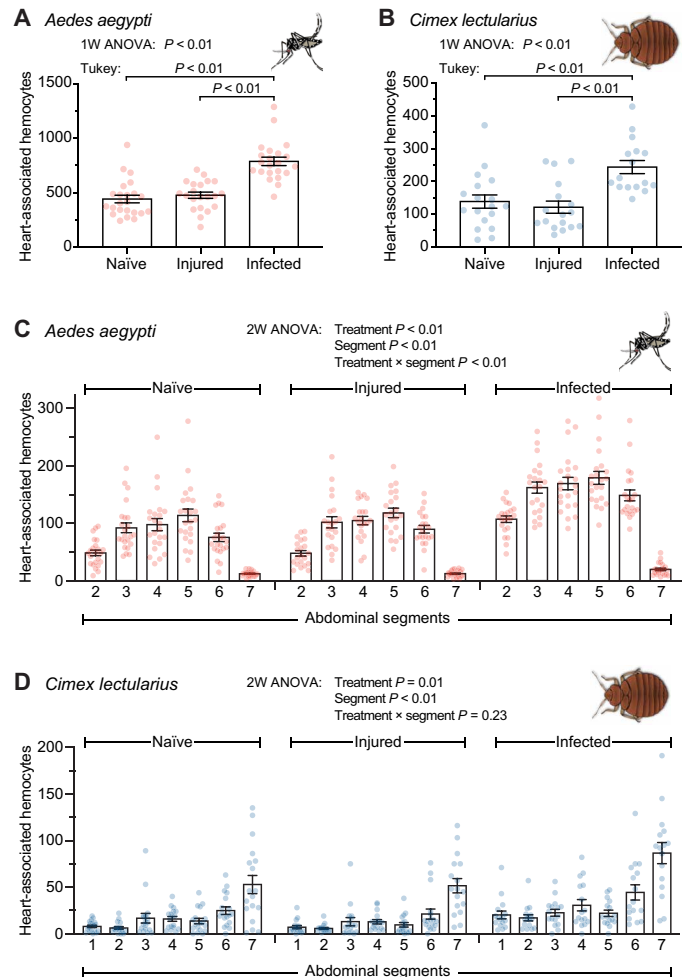 A Aedes aegypti
1W ANOVA: P < 0.01
Tukey: P < 0.01
P < 0.01
Heart-associated hemocytes
1500
1000
500
0
Naïve Injured Infected
B Cimex lectularius
1W ANOVA: P < 0.01
Tukey: P < 0.01
P < 0.01
Heart-associated hemocytes
500
400
300
200
100
0
Naïve Injured Infected
C Aedes aegypti
2W ANOVA: Treatment P < 0.01
Segment P < 0.01
Treatment × segment P < 0.01
Naïve Injured Infected
Heart-associated hemocytes
300
200
100
0
2 3 4 5 6 7 2 3 4 5 6 7 2 3 4 5 6 7
Abdominal segments
D Cimex lectularius
2W ANOVA: Treatment P = 0.01
Segment P < 0.01
Treatment × segment P = 0.23
Naïve Injured Infected
Heart-associated hemocytes
200
150
100
50
0
1 2 3 4 5 6 7 1 2 3 4 5 6 7 1 2 3 4 5 6 7
Abdominal segments